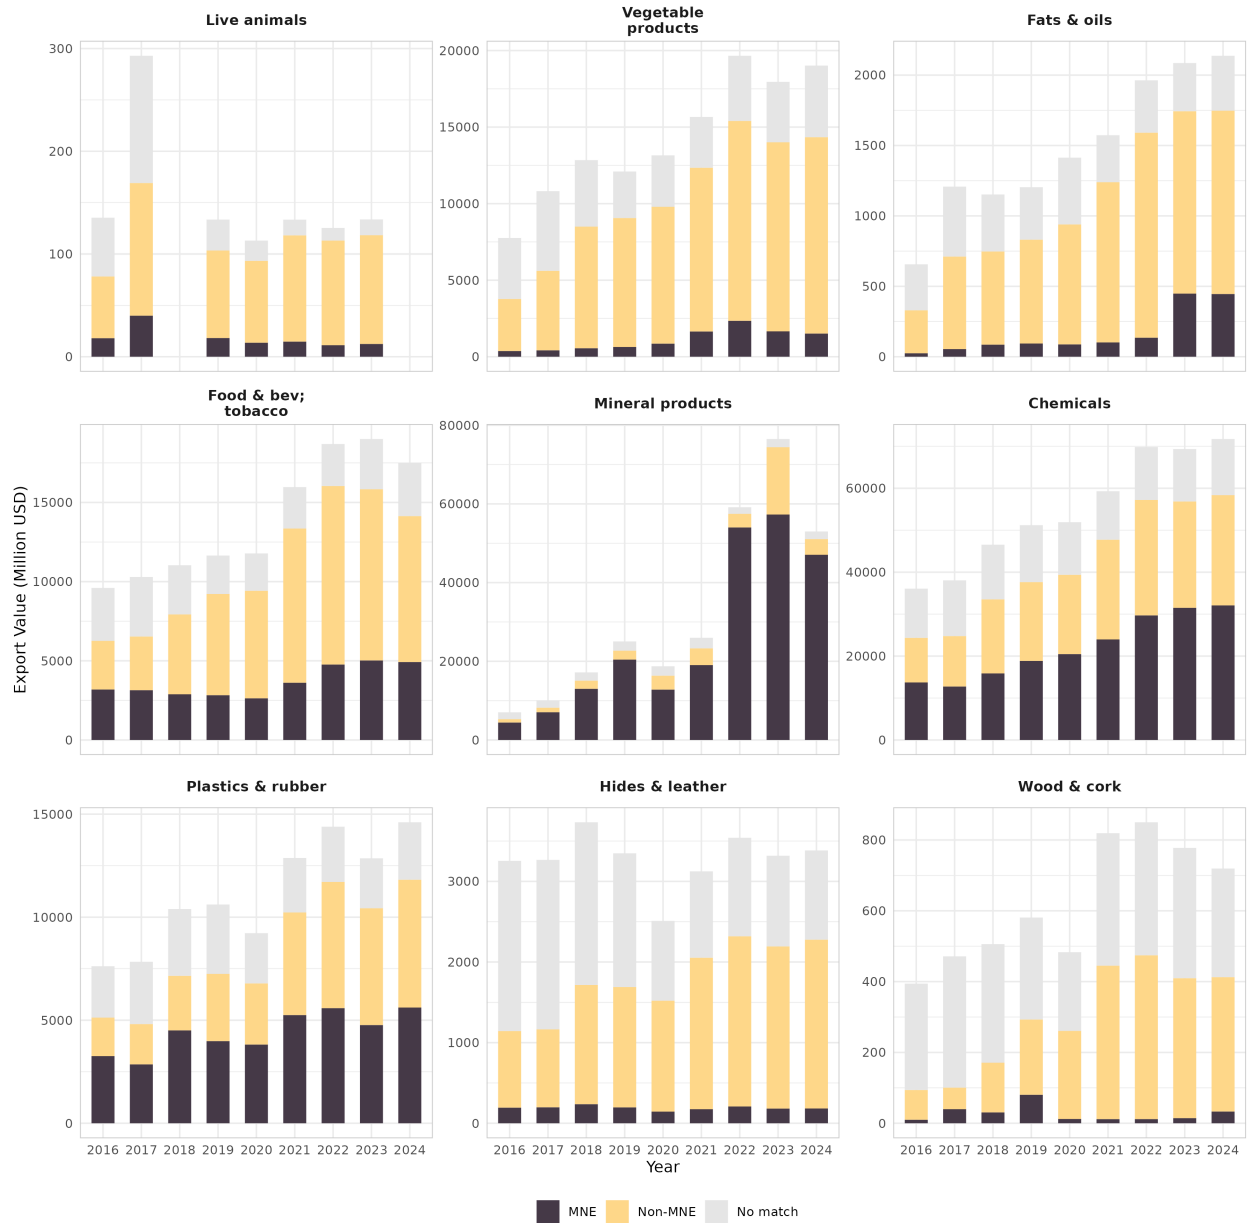 Live animals
Vegetable
products
Fats & oils
300
200
100
0
20000
15000
10000
5000
0
2000
1500
1000
500
0
Food & bev;
tobacco
Mineral products
Chemicals
15000
10000
5000
0
80000
60000
40000
20000
0
60000
40000
20000
0
Export Value (Million USD)
Plastics & rubber
Hides & leather
Wood & cork
15000
10000
5000
0
3000
2000
1000
0
800
600
400
200
0
2016 2017 2018 2019 2020 2021 2022 2023 2024
2016 2017 2018 2019 2020 2021 2022 2023 2024
2016 2017 2018 2019 2020 2021 2022 2023 2024
Year
MNE Non-MNE No match